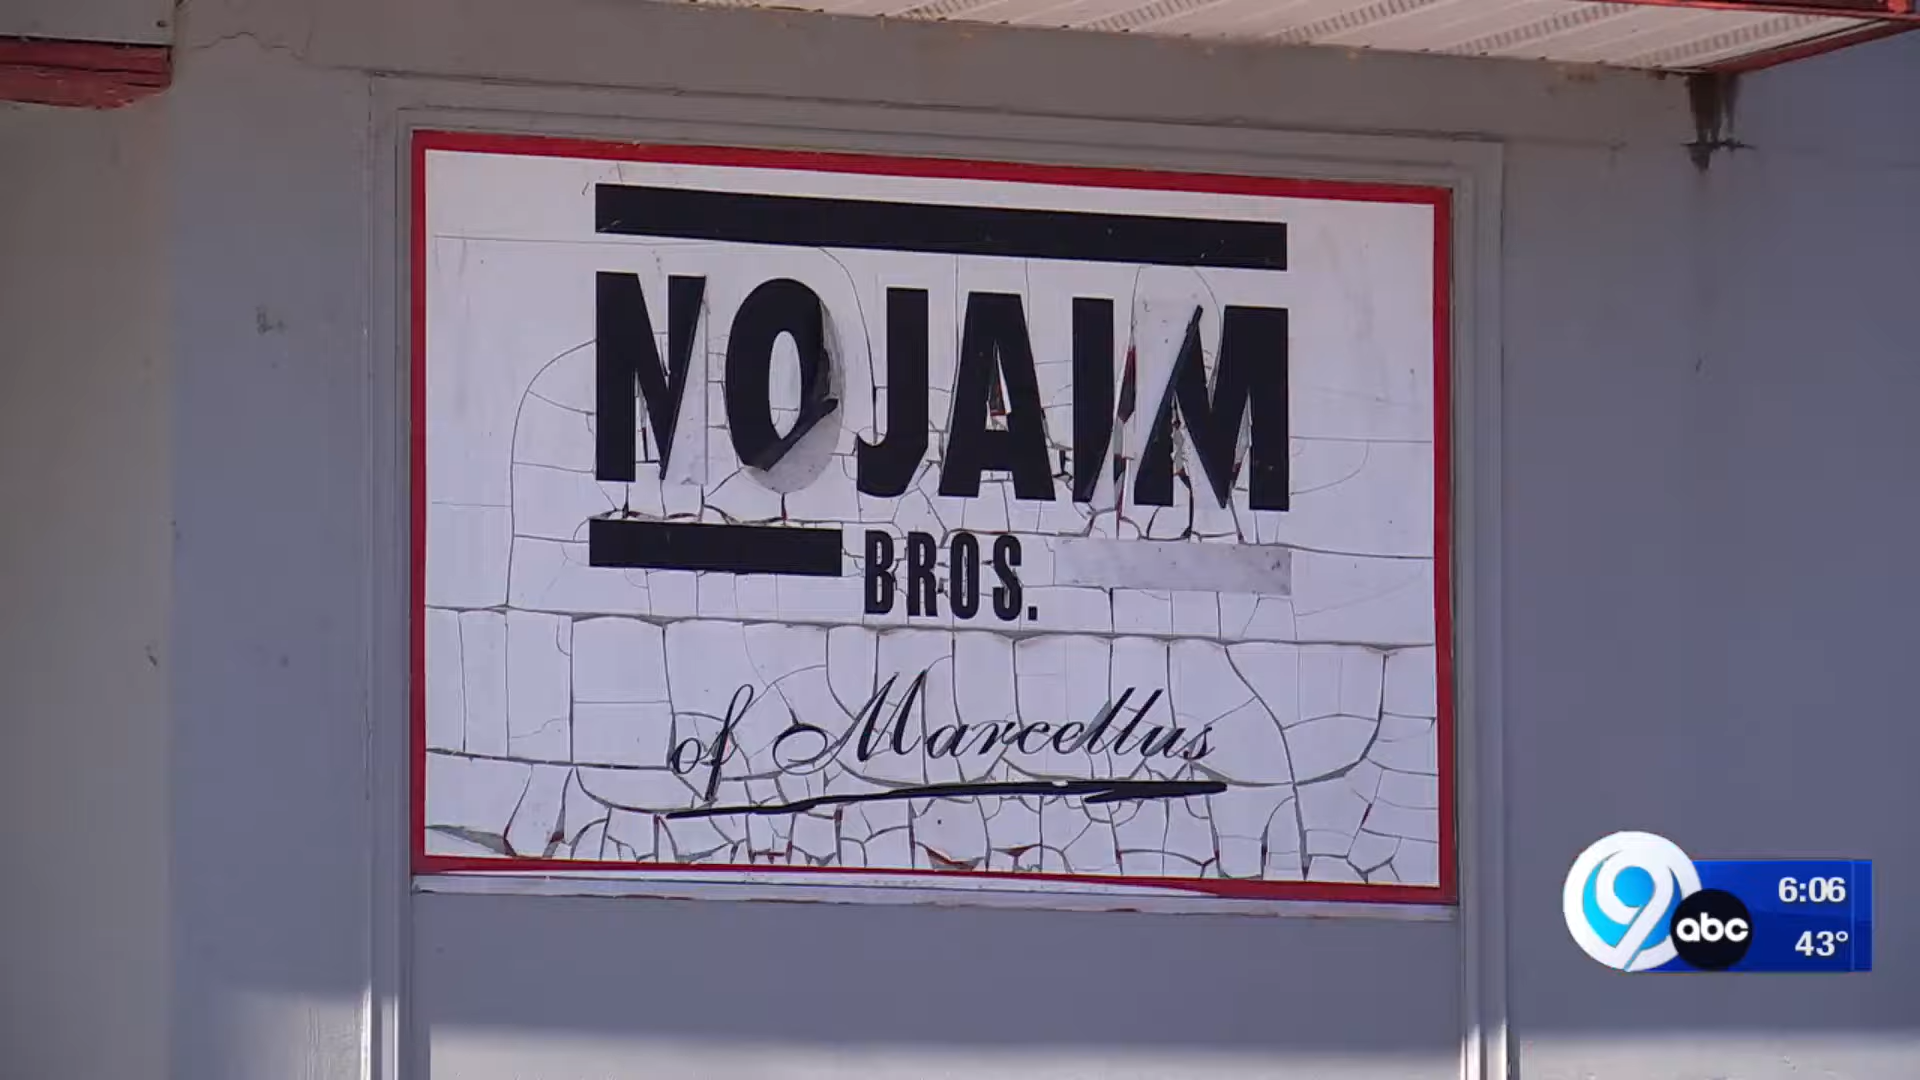 NOJAIM
BROS.
of Marcellus
9
abc
6:06
43°